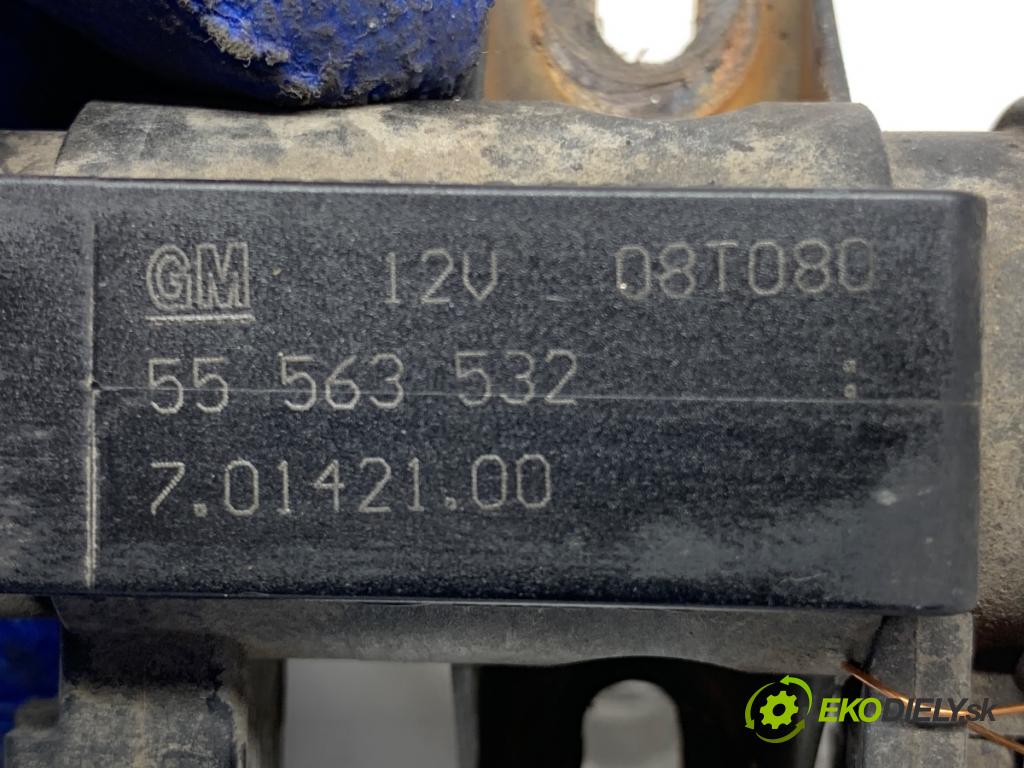 GM 12V 08T080
55 563 532
7.01421.00
EKODIELY.sk